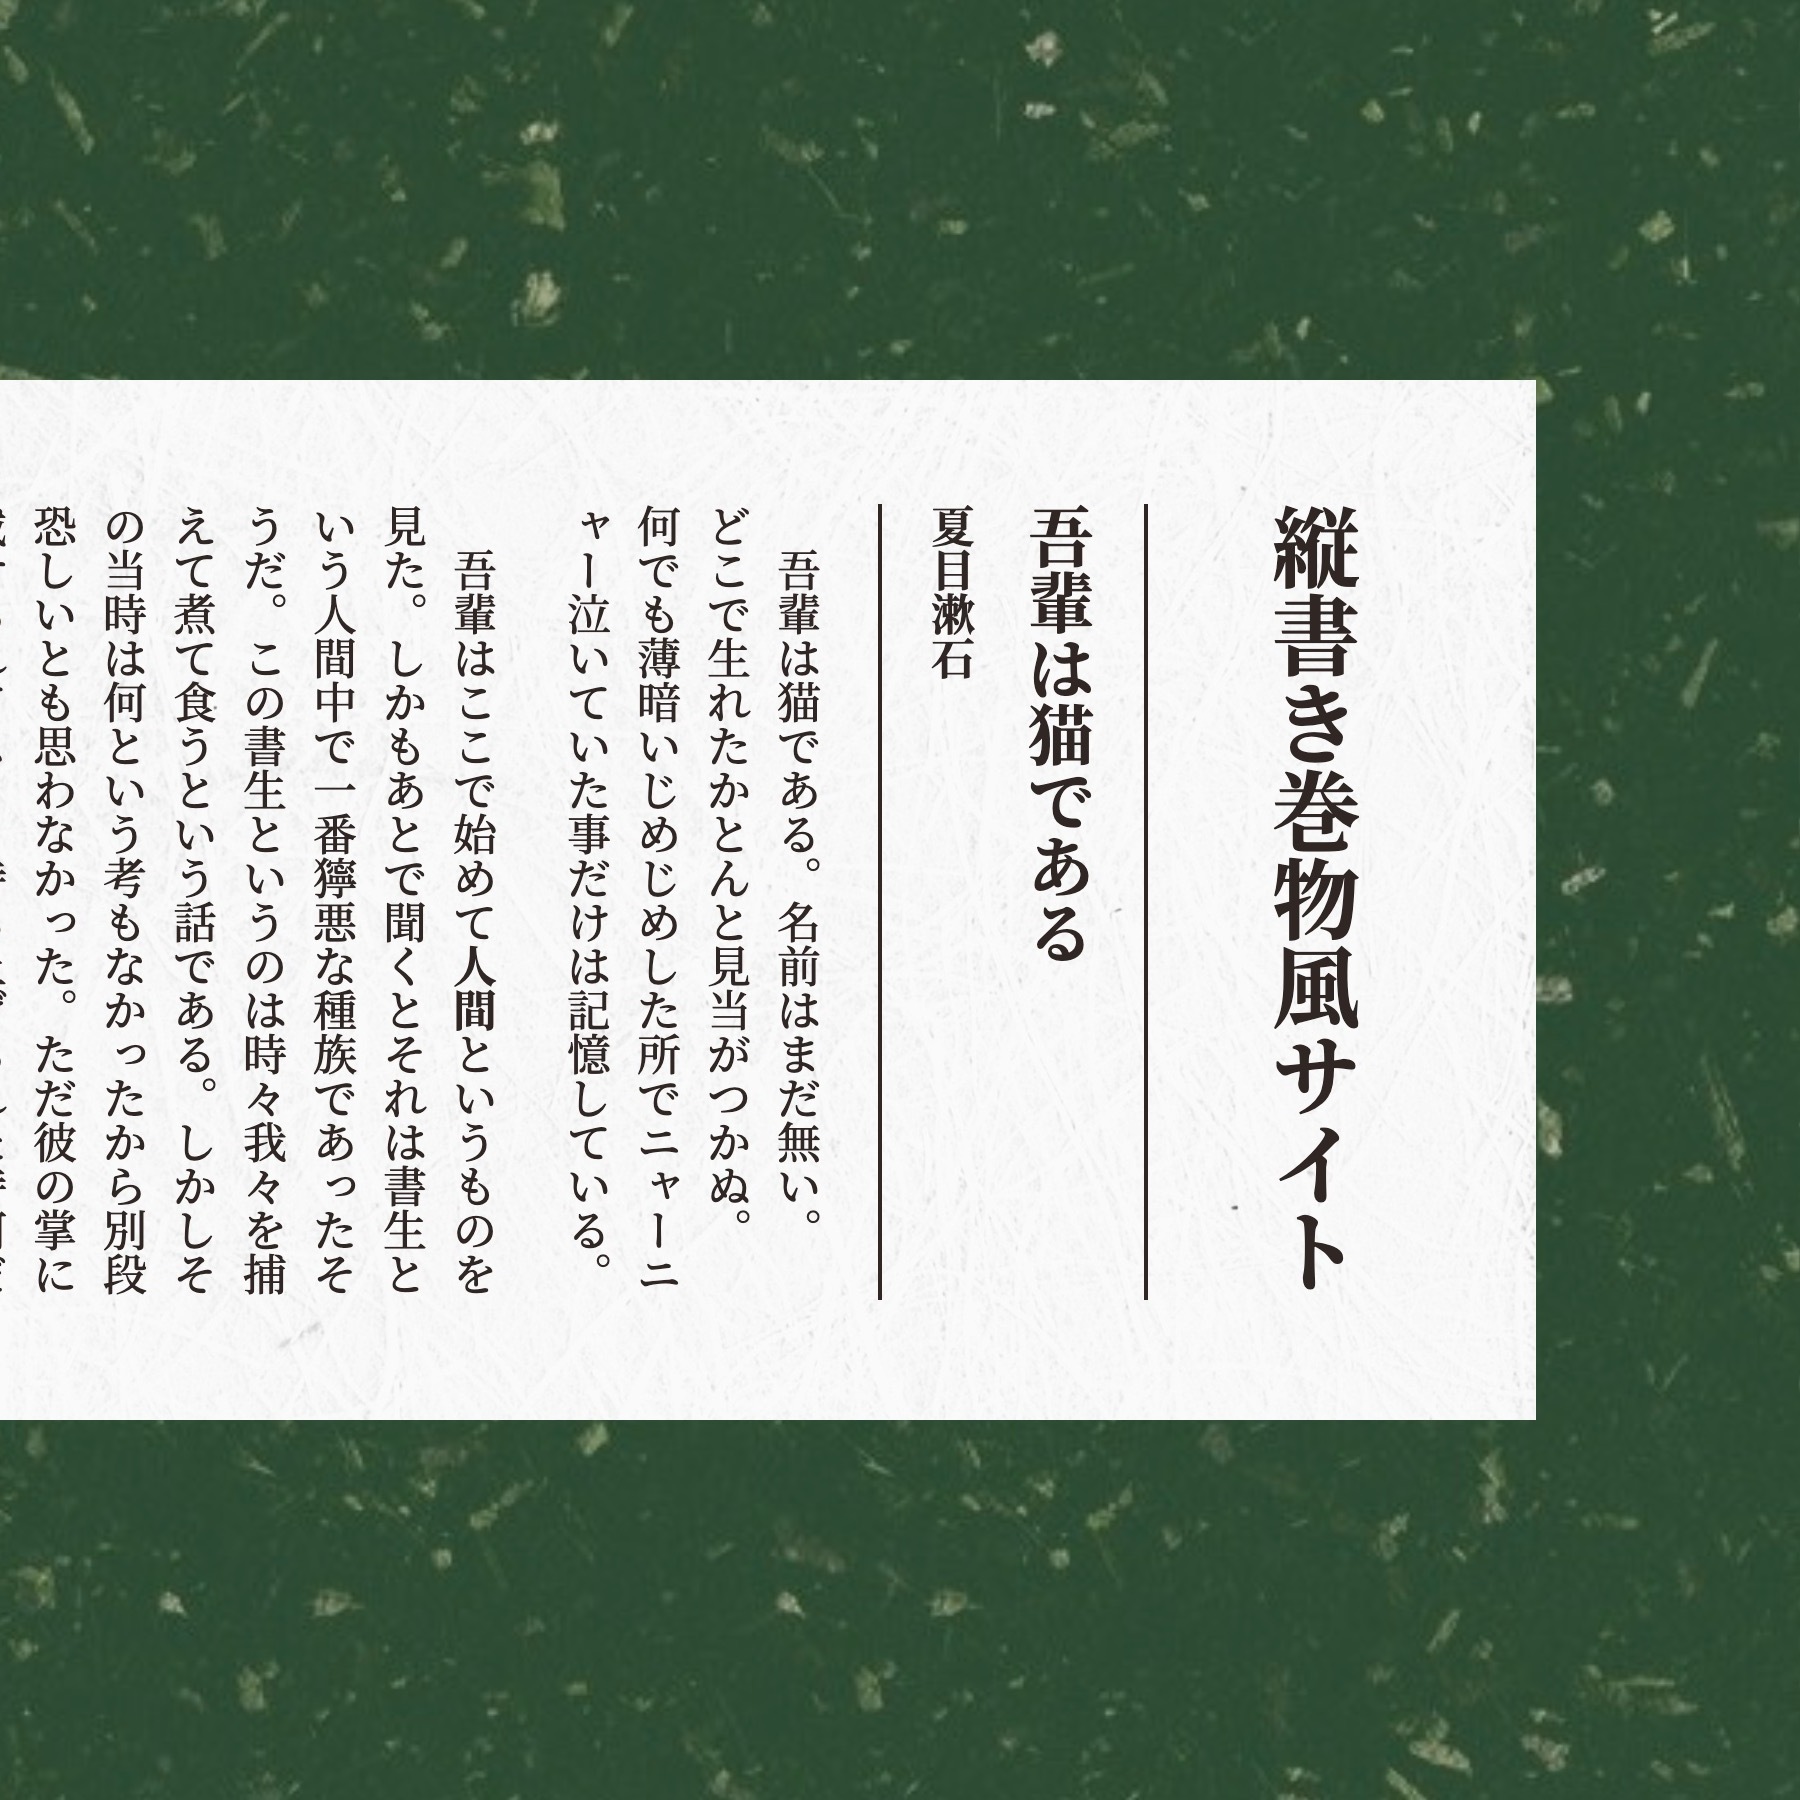 縦書き巻物風サイト
吾輩は猫である
夏目漱石
吾輩は猫である。名前はまだ無い。
どこで生れたかとんと見当がつかぬ。
何でも薄暗いじめじめした所でニャーニ
ャー泣いていた事だけは記憶している。
吾輩はここで始めて人間というものを
見た。しかもあとで聞くとそれは書生と
いう人間中で一番獰悪な種族であったそ
うだ。この書生というのは時々我々を捕
えて煮て食うという話である。しかしそ
の当時は何という考もなかったから別段
恐しいとも思わなかった。ただ彼の掌に